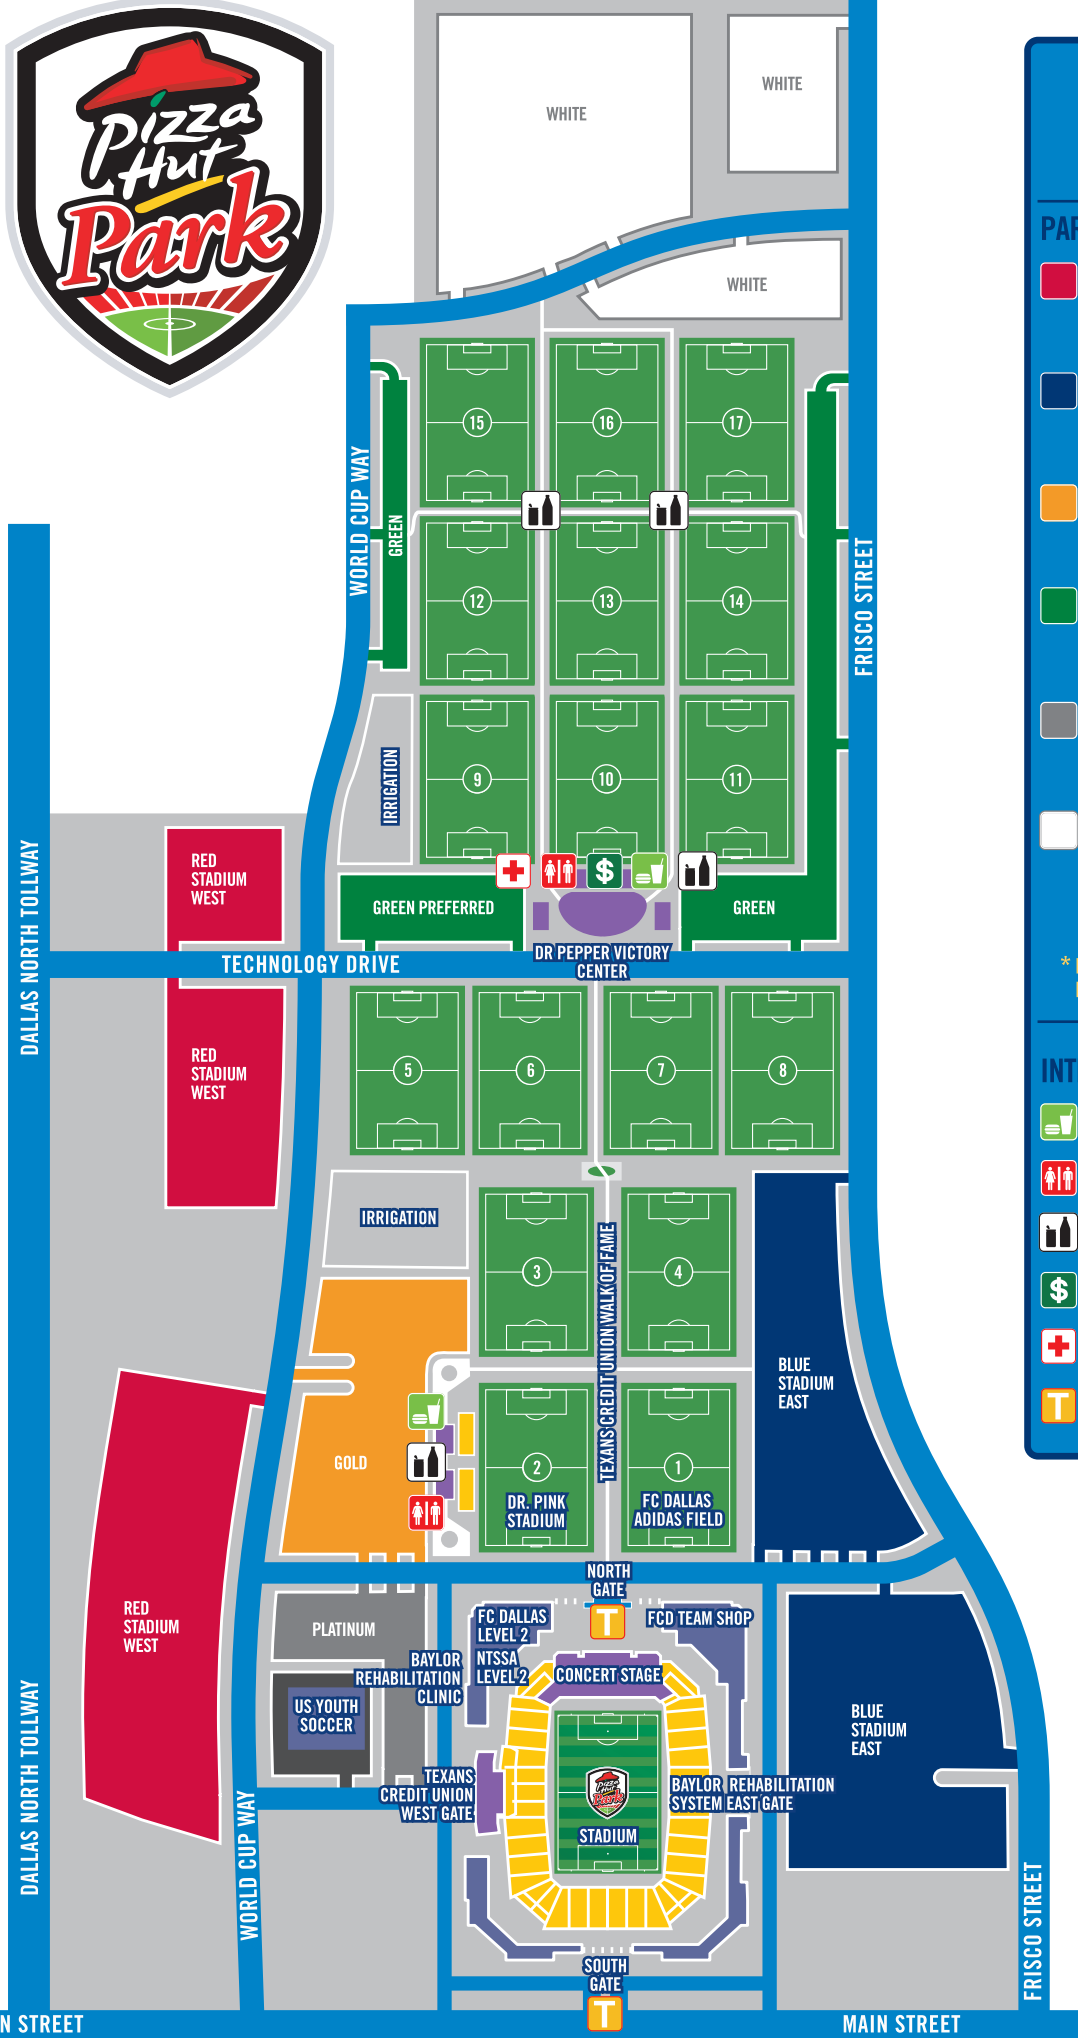 Pizza
Hut
Park
WHITE
WHITE
WHITE
PAR
15
16
17
WORLD CUP WAY
GREEN
FRISCO STREET
12
13
14
IRRIGATION
9
10
11
$
DALLAS NORTH TOLLWAY
RED
STADIUM
WEST
GREEN PREFERRED
GREEN
DR PEPPER VICTORY
CENTER
TECHNOLOGY DRIVE
*
RED
STADIUM
WEST
5
6
7
8
INT
IRRIGATION
3
4
TEXANS CREDIT UNION WALK OF FAME
$
BLUE
STADIUM
EAST
T
GOLD
2
1
DR. PINK
STADIUM
FC DALLAS
ADIDAS FIELD
NORTH
GATE
T
RED
STADIUM
WEST
PLATINUM
FC DALLAS
LEVEL 2
FCD TEAM SHOP
BAYLOR
REHABILITATION
CLINIC
NTSSA
LEVEL 2
CONCERT STAGE
US YOUTH
SOCCER
BLUE
STADIUM
EAST
DALLAS NORTH TOLLWAY
WORLD CUP WAY
TEXANS
CREDIT UNION
WEST GATE
Pizza
Hut
Park
BAYLOR REHABILITATION
SYSTEM EAST GATE
STADIUM
FRISCO STREET
SOUTH
GATE
T
N STREET
MAIN STREET